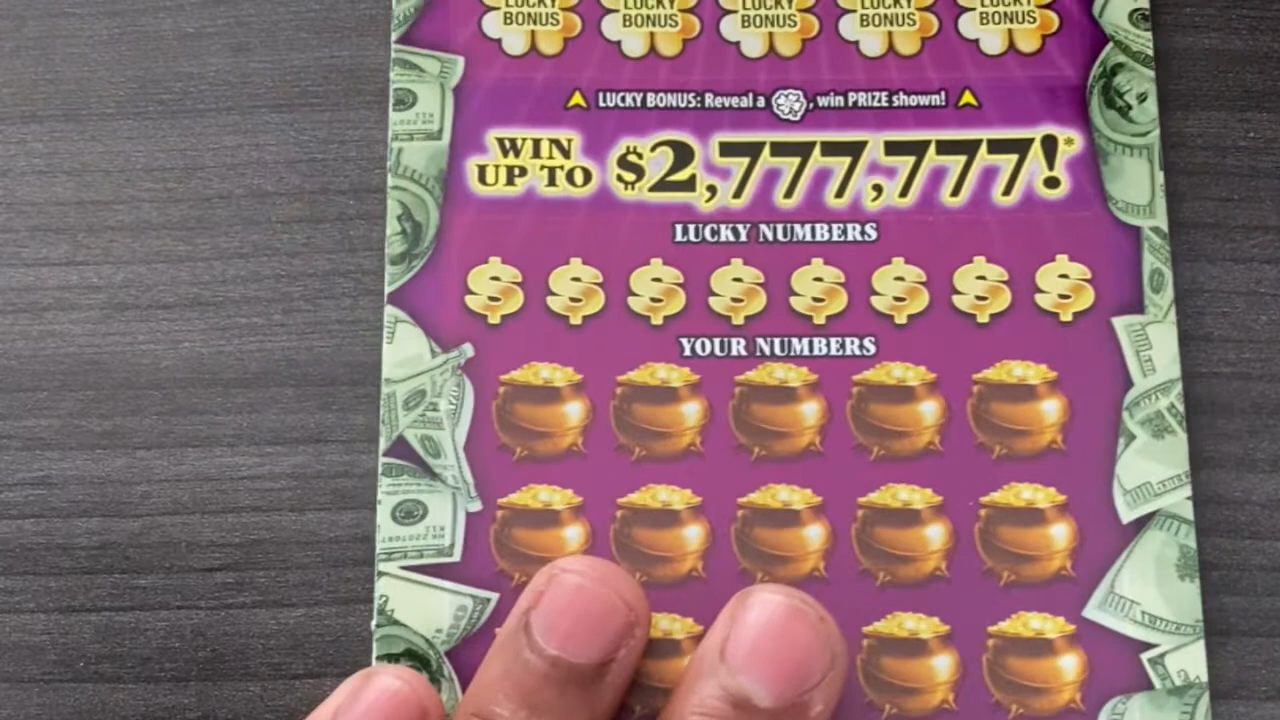 LUCKY LUCKY LUCKY LUCKY LUCKY
BONUS BONUS BONUS BONUS BONUS
LUCKY BONUS: Reveal a , win PRIZE shown!
WIN
UP TO $2,777,777!*
LUCKY NUMBERS
$ $ $ $ $ $ $ $
YOUR NUMBERS